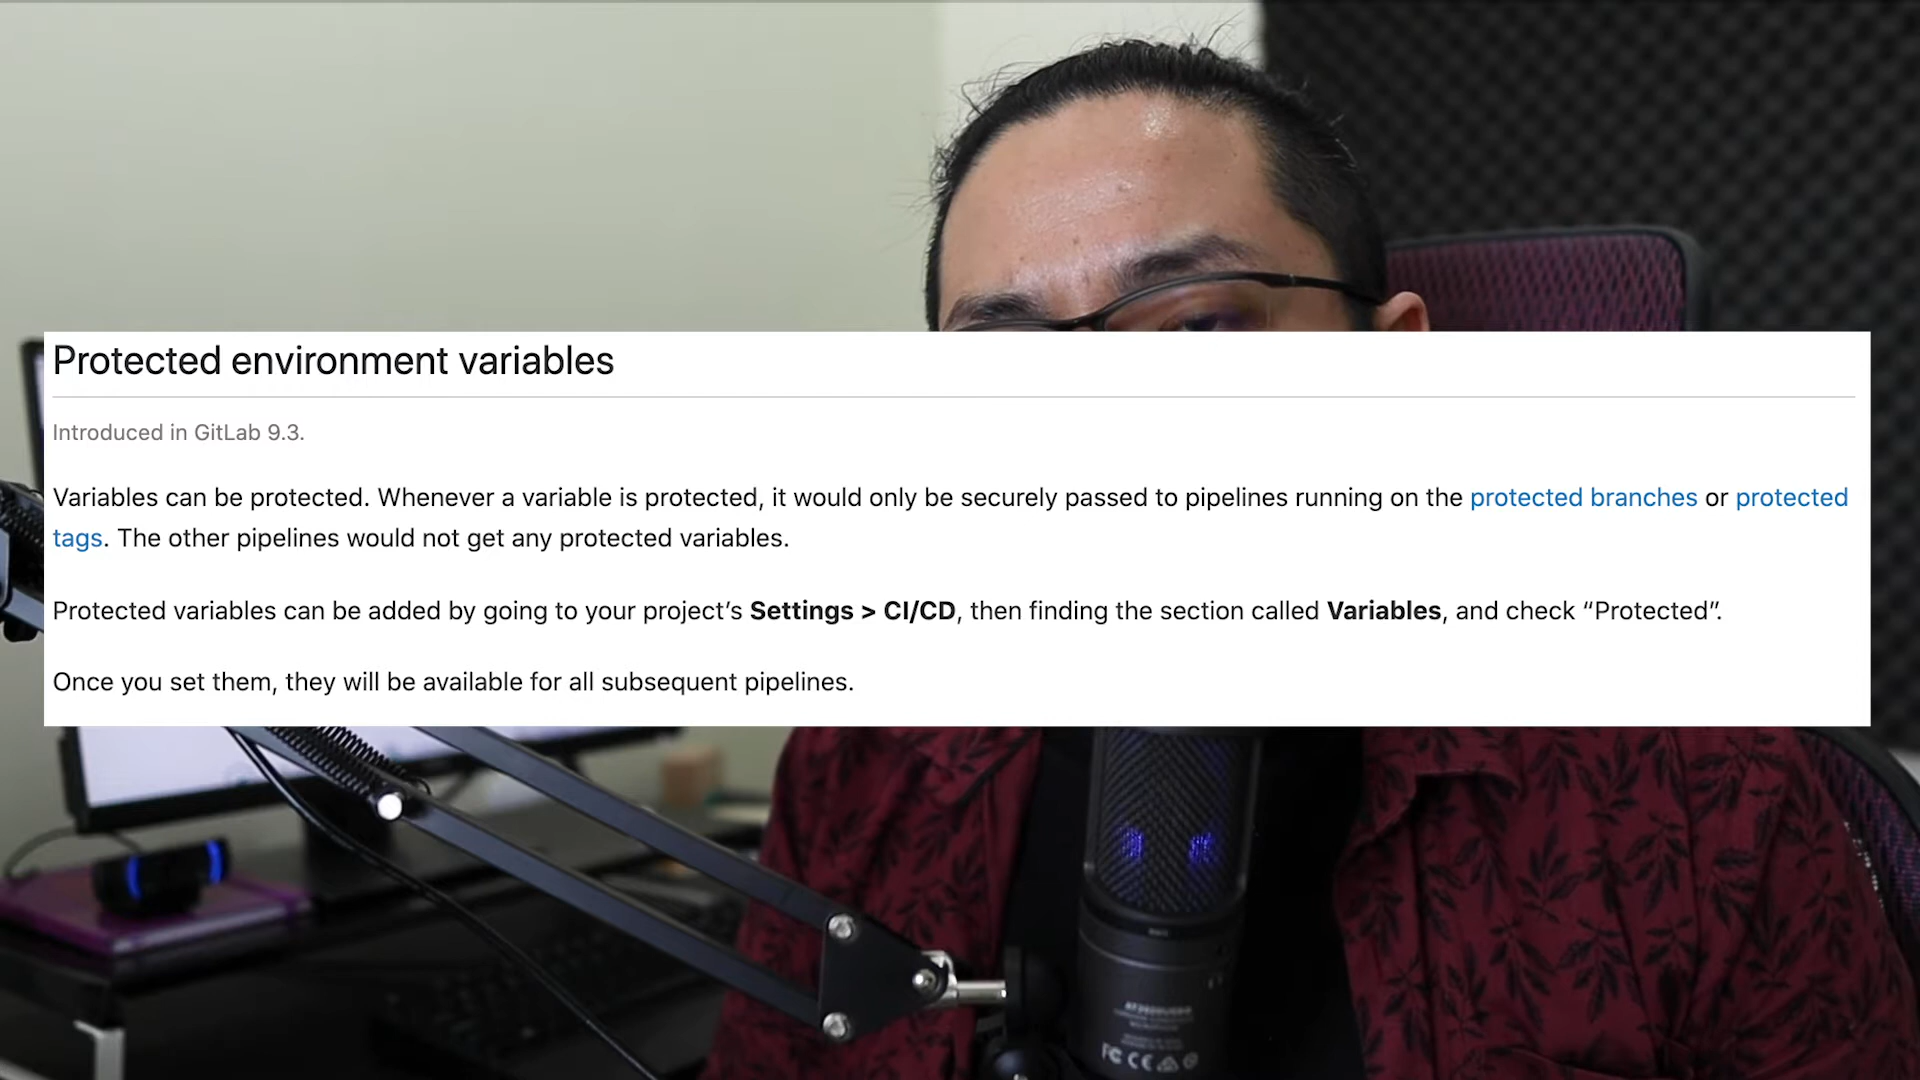 Protected environment variables
Introduced in GitLab 9.3.
Variables can be protected. Whenever a variable is protected, it would only be securely passed to pipelines running on the protected branches or protected
tags. The other pipelines would not get any protected variables.
Protected variables can be added by going to your project’s Settings > CI/CD, then finding the section called Variables, and check “Protected”.
Once you set them, they will be available for all subsequent pipelines.